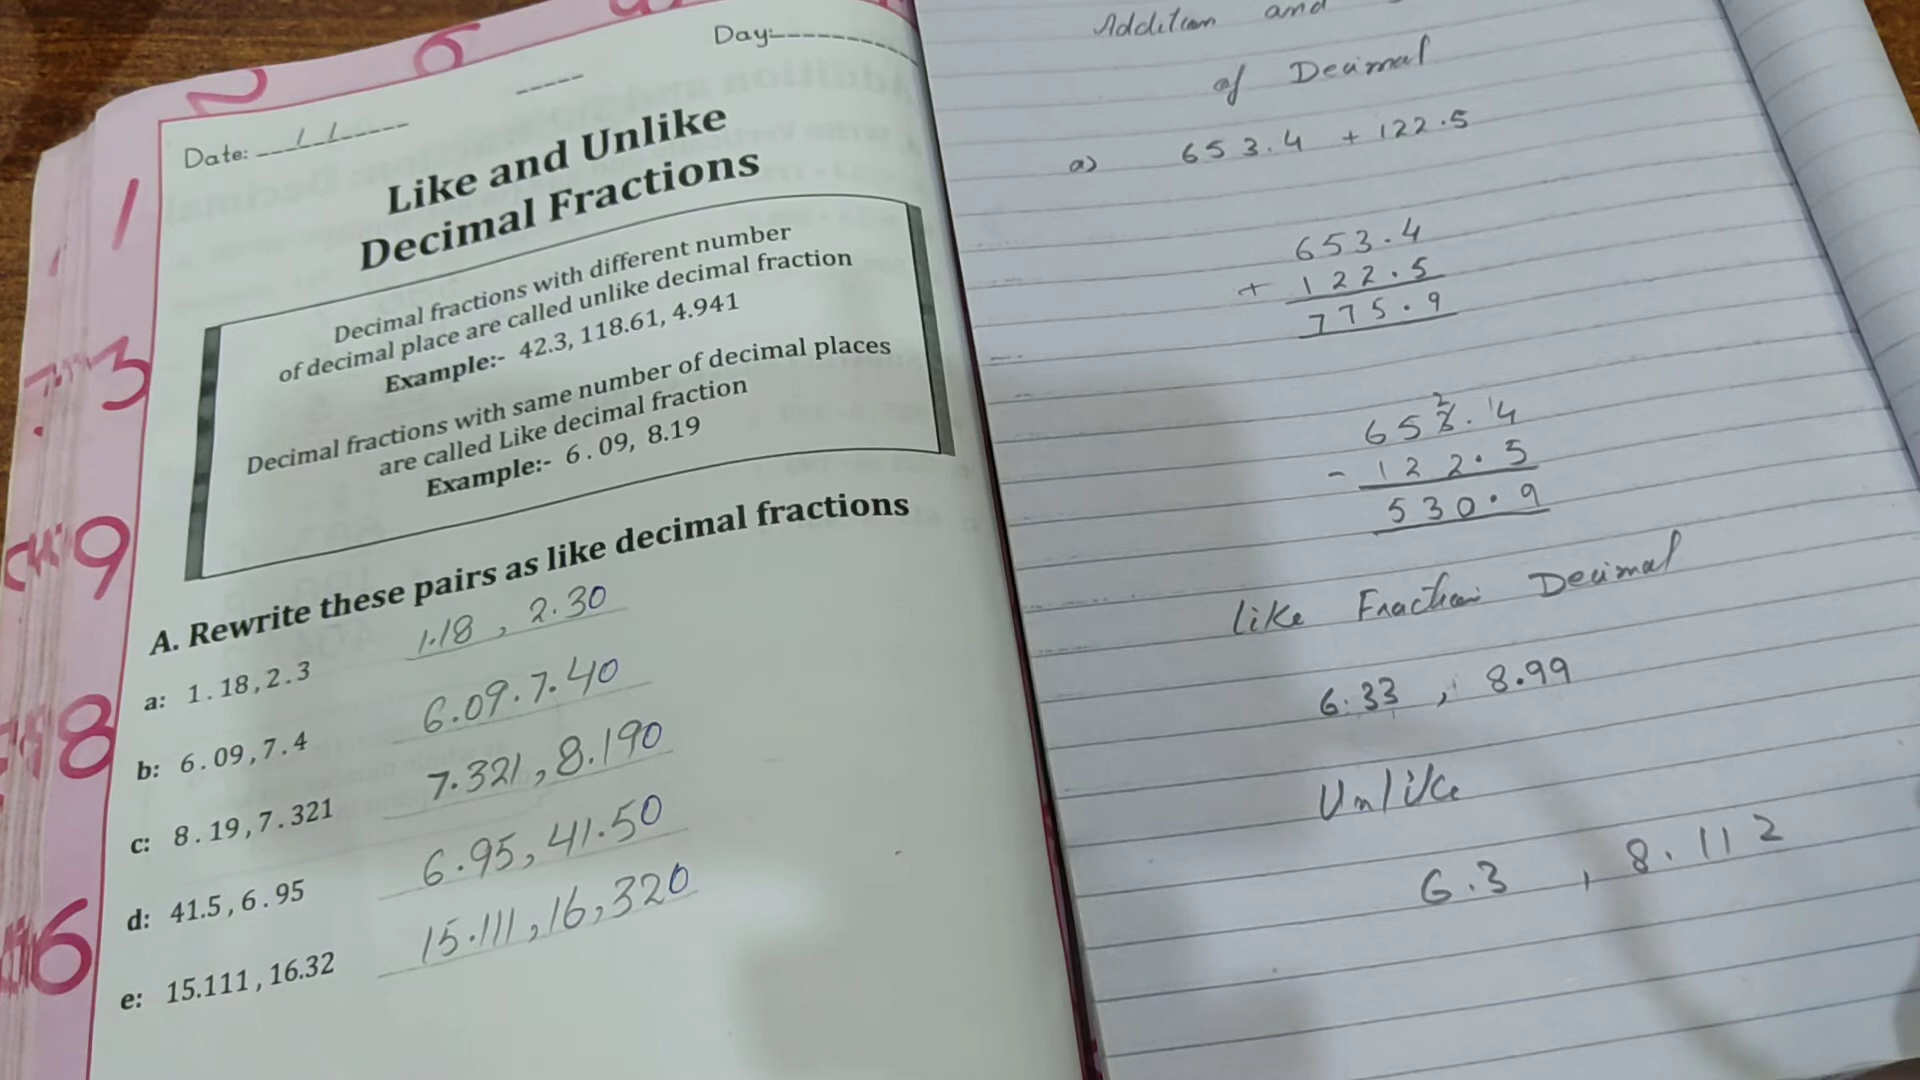 Day:----------
Date: ---/-/-----
Like and Unlike
Decimal Fractions
Decimal fractions with different number
of decimal place are called unlike decimal fraction
Example:- 42.3, 118.61, 4.941
Decimal fractions with same number of decimal places
are called Like decimal fraction
Example:- 6.09, 8.19
A. Rewrite these pairs as like decimal fractions
a: 1.18, 2.3 1.18, 2.30
b: 6.09, 7.4 6.09.7.40
c: 8.19, 7.321 7.321, 8.190
d: 41.5, 6.95 6.95, 41.50
e: 15.111, 16.32 15.111, 16,320
Addition and
of Decimal
a) 653.4 + 122.5
653.4
+ 122.5
775.9
2
653.14
- 122.5
530.9
like Fraction Decimal
6.33, 8.99
Unlike
6.3, 8.112